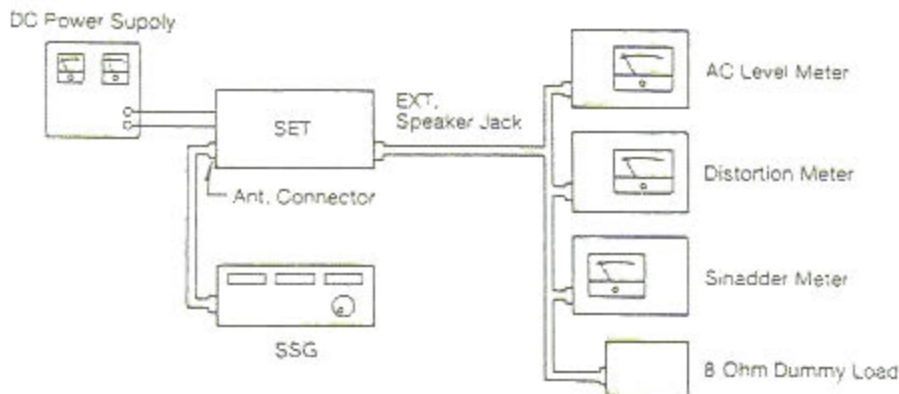 DC Power Supply
AC Level Meter
EXT.
Speaker Jack
SET
Distortion Meter
Ant. Connector
Sinadder Meter
SSG
8 Ohm Dummy Load